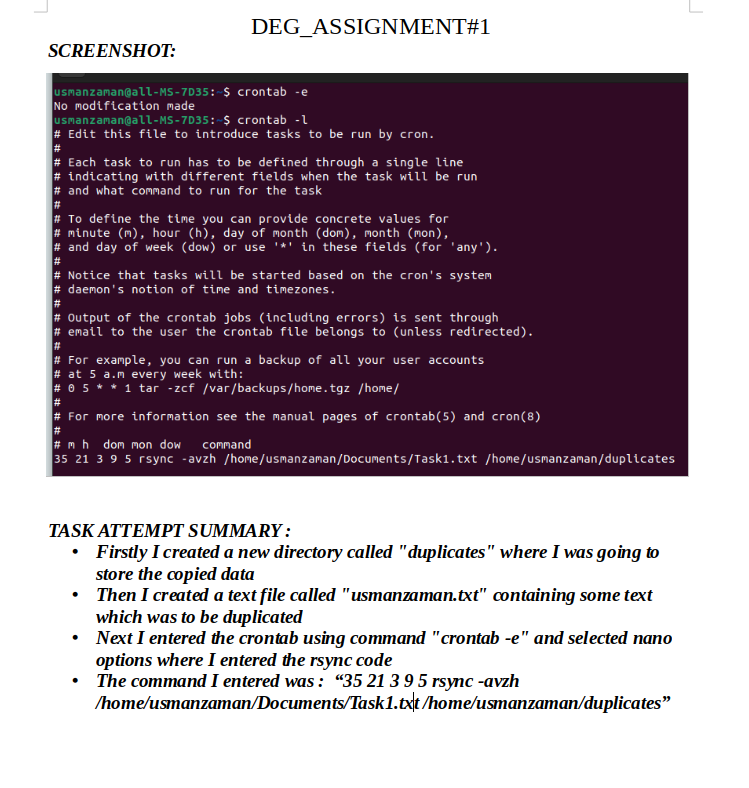 DEG_ASSIGNMENT#1
SCREENSHOT:
usmanzaman@all-MS-7D35:~$ crontab -e
No modification made
usmanzaman@all-MS-7D35:~$ crontab -l
# Edit this file to introduce tasks to be run by cron.
#
# Each task to run has to be defined through a single line
# indicating with different fields when the task will be run
# and what command to run for the task
#
# To define the time you can provide concrete values for
# minute (m), hour (h), day of month (dom), month (mon),
# and day of week (dow) or use '*' in these fields (for 'any').
#
# Notice that tasks will be started based on the cron's system
# daemon's notion of time and timezones.
#
# Output of the crontab jobs (including errors) is sent through
# email to the user the crontab file belongs to (unless redirected).
#
# For example, you can run a backup of all your user accounts
# at 5 a.m every week with:
# 0 5 * * 1 tar -zcf /var/backups/home.tgz /home/
#
# For more information see the manual pages of crontab(5) and cron(8)
#
# m h  dom mon dow   command
35 21 3 9 5 rsync -avzh /home/usmanzaman/Documents/Task1.txt /home/usmanzaman/duplicates
TASK ATTEMPT SUMMARY :
• Firstly I created a new directory called "duplicates" where I was going to
store the copied data
• Then I created a text file called "usmanzaman.txt" containing some text
which was to be duplicated
• Next I entered the crontab using command "crontab -e" and selected nano
options where I entered the rsync code
• The command I entered was :  “35 21 3 9 5 rsync -avzh
/home/usmanzaman/Documents/Task1.txt /home/usmanzaman/duplicates”